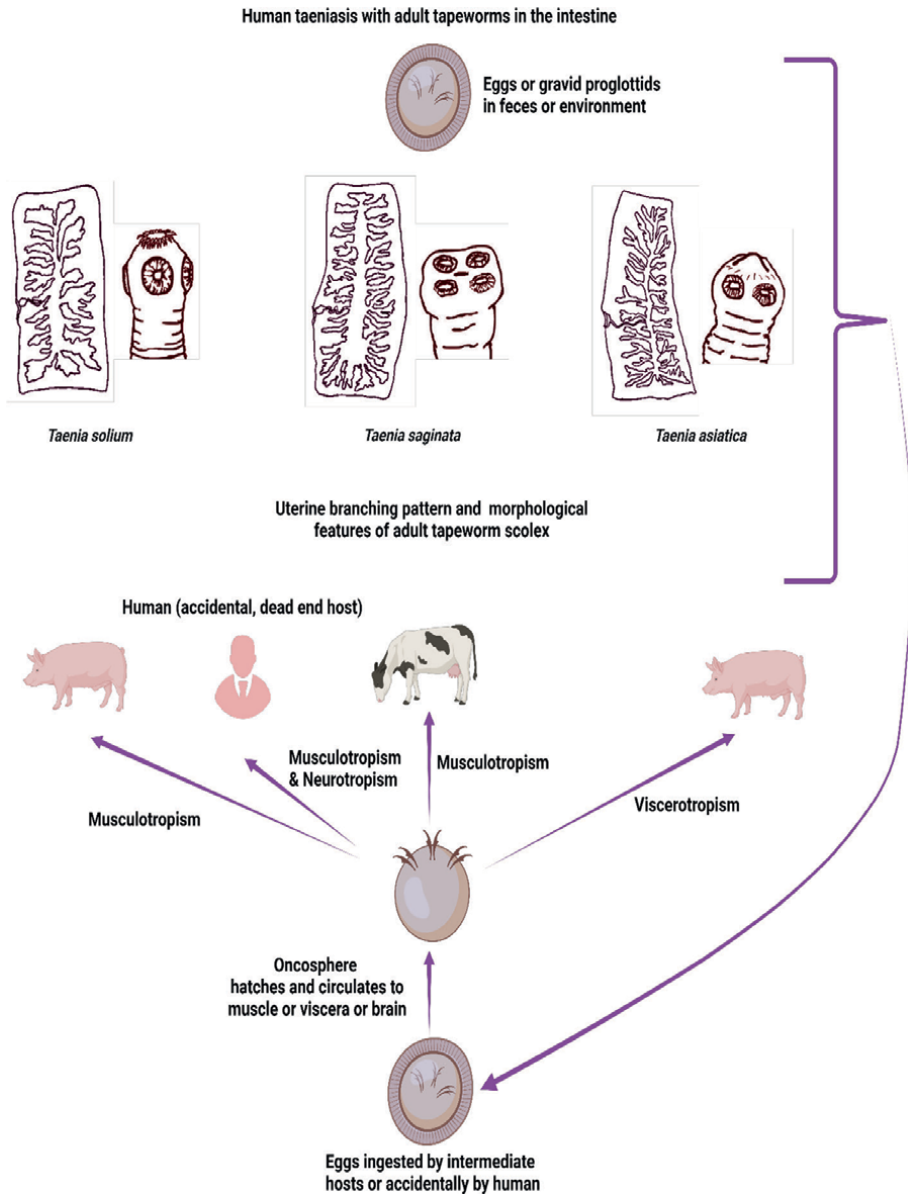 Human taeniasis with adult tapeworms in the intestine
Eggs or gravid proglottids
in feces or environment
Taenia solium
Taenia saginata
Taenia asiatica
Uterine branching pattern and morphological
features of adult tapeworm scolex
Human (accidental, dead end host)
Musculotropism
Musculotropism
& Neurotropism
Musculotropism
Viscerotropism
Oncosphere
hatches and circulates to
muscle or viscera or brain
Eggs ingested by intermediate
hosts or accidentally by human